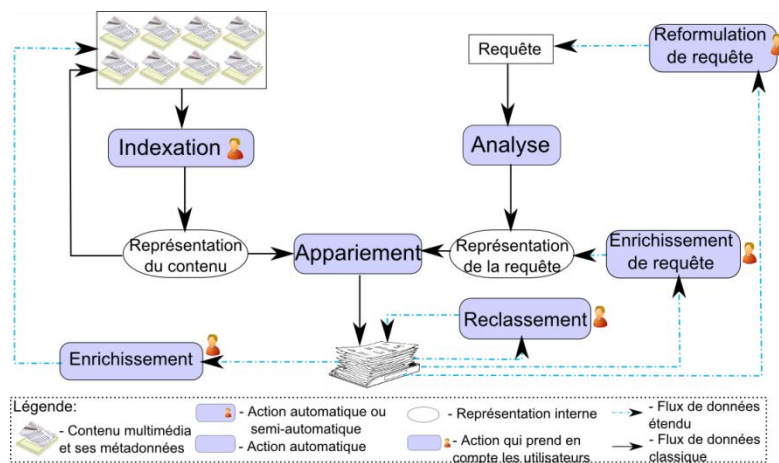 Requête
Reformulation
de requête
Indexation
Analyse
Représentation
du contenu
Appariement
Représentation
de la requête
Enrichissement
de requête
Reclassement
Enrichissement
Légende:
- Contenu multimédia
et ses métadonnées
- Action automatique ou
semi-automatique
- Action automatique
- Représentation interne
- Action qui prend en
compte les utilisateurs
- Flux de données
étendu
- Flux de données
classique